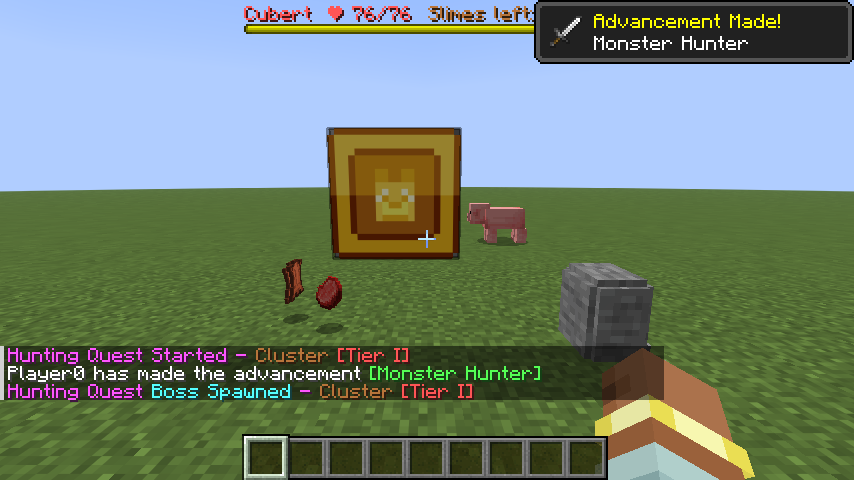 Cubert ❤ 76/76 Slimes left:
Advancement Made!
Monster Hunter
Hunting Quest Started - Cluster [Tier I]
Player0 has made the advancement [Monster Hunter]
Hunting Quest Boss Spawned - Cluster [Tier I]